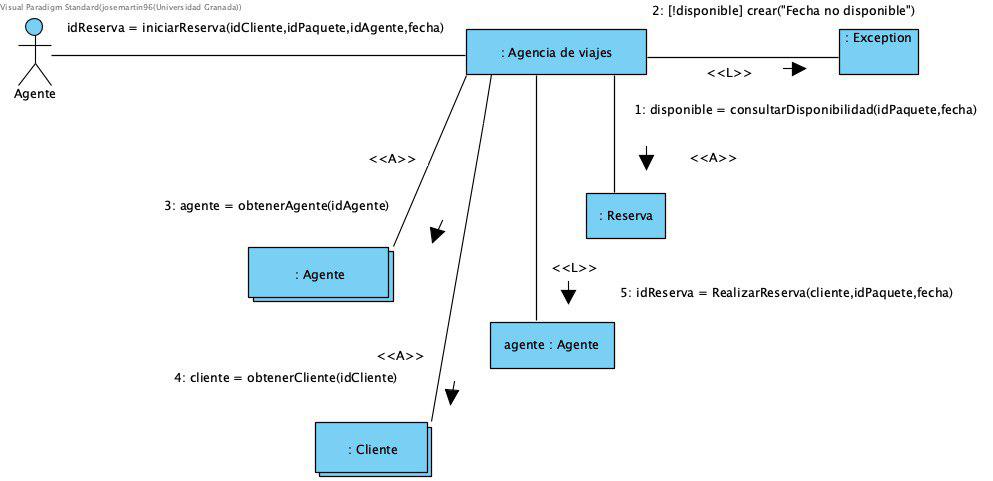 Visual Paradigm Standard(josemartin96(Universidad Granada))
2: [!disponible] crear("Fecha no disponible")
idReserva = iniciarReserva(idCliente,idPaquete,idAgente,fecha)
: Agencia de viajes
: Exception
<<L>>
Agente
1: disponible = consultarDisponibilidad(idPaquete,fecha)
<<A>>
<<A>>
3: agente = obtenerAgente(idAgente)
: Reserva
: Agente
<<L>>
5: idReserva = RealizarReserva(cliente,idPaquete,fecha)
agente : Agente
<<A>>
4: cliente = obtenerCliente(idCliente)
: Cliente